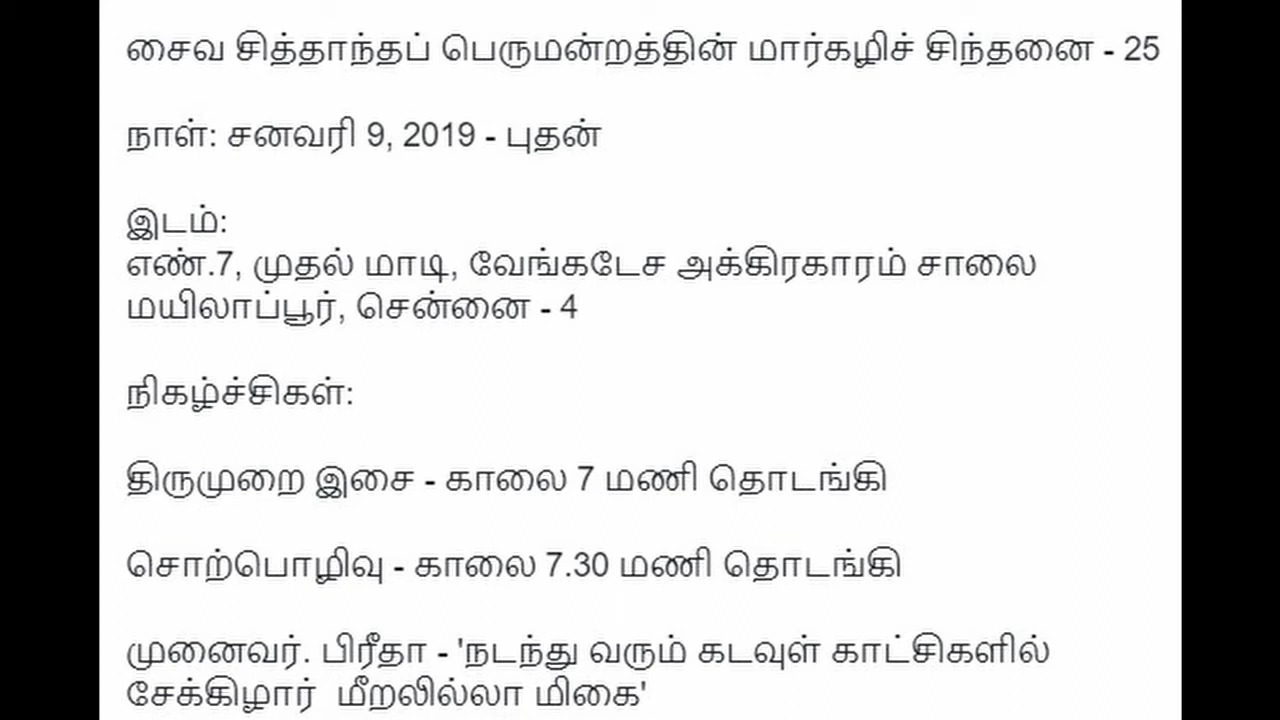 சைவ சித்தாந்தப் பெருமன்றத்தின் மார்கழிச் சிந்தனை - 25
நாள்: சனவரி 9, 2019 - புதன்
இடம்:
எண்.7, முதல் மாடி, வேங்கடேச அக்கிரகாரம் சாலை
மயிலாப்பூர், சென்னை - 4
நிகழ்ச்சிகள்:
திருமுறை இசை - காலை 7 மணி தொடங்கி
சொற்பொழிவு - காலை 7.30 மணி தொடங்கி
முனைவர். பிரீதா - 'நடந்து வரும் கடவுள் காட்சிகளில்
சேக்கிழார் மீறலில்லா மிகை'